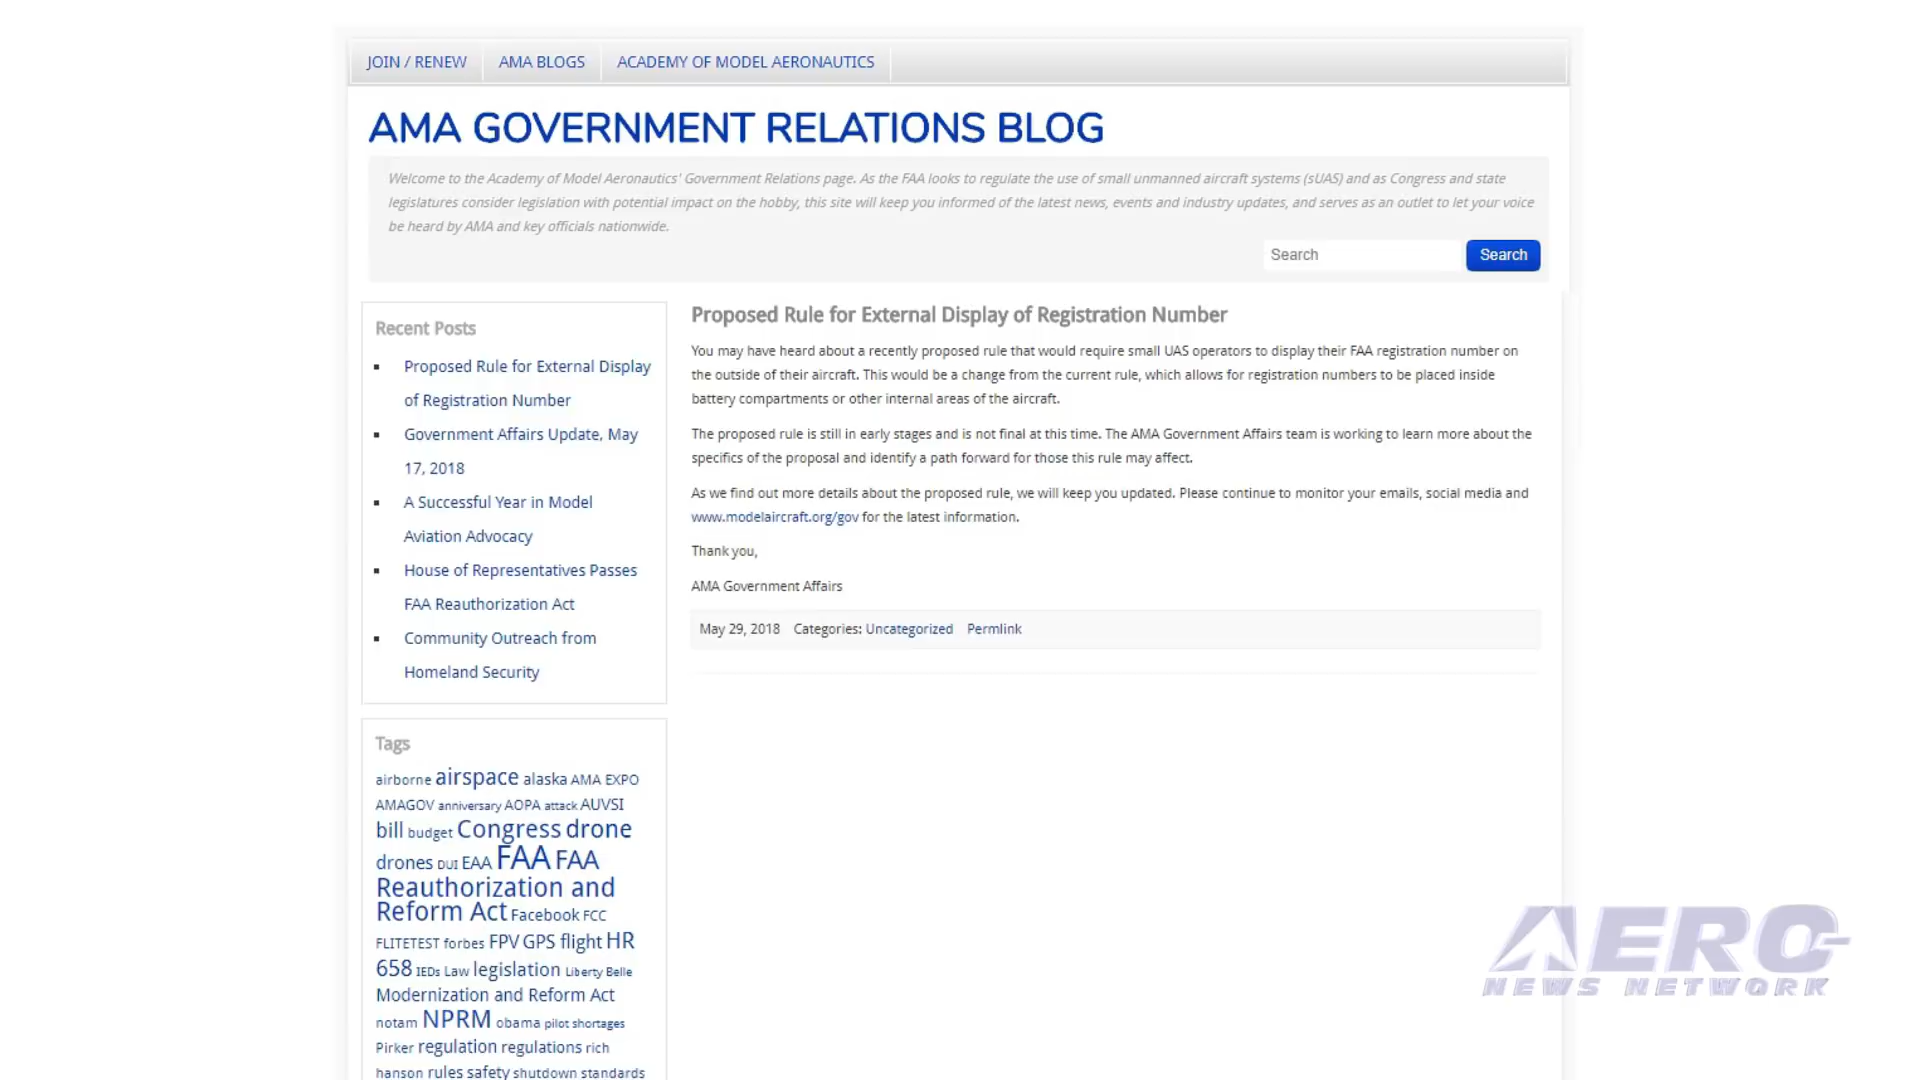 JOIN / RENEW AMA BLOGS ACADEMY OF MODEL AERONAUTICS
AMA GOVERNMENT RELATIONS BLOG
Welcome to the Academy of Model Aeronautics' Government Relations page. As the FAA looks to regulate the use of small unmanned aircraft systems (sUAS) and as Congress and state
legislatures consider legislation with potential impact on the hobby, this site will keep you informed of the latest news, events and industry updates, and serves as an outlet to let your voice
be heard by AMA and key officials nationwide.
Search Search
Recent Posts
Proposed Rule for External Display
of Registration Number
Government Affairs Update, May
17, 2018
A Successful Year in Model
Aviation Advocacy
House of Representatives Passes
FAA Reauthorization Act
Community Outreach from
Homeland Security
Tags
airborne airspace alaska AMA EXPO
AMAGOV anniversary AOPA attack AUVSI
bill budget Congress drone
drones DUI EAA FAA FAA
Reauthorization and
Reform Act Facebook FCC
FLITETEST forbes FPV GPS flight HR
658 IEDs Law legislation Liberty Belle
Modernization and Reform Act
notam NPRM obama pilot shortages
Pirker regulation regulations rich
hanson rules safety shutdown standards
Proposed Rule for External Display of Registration Number
You may have heard about a recently proposed rule that would require small UAS operators to display their FAA registration number on
the outside of their aircraft. This would be a change from the current rule, which allows for registration numbers to be placed inside
battery compartments or other internal areas of the aircraft.
The proposed rule is still in early stages and is not final at this time. The AMA Government Affairs team is working to learn more about the
specifics of the proposal and identify a path forward for those this rule may affect.
As we find out more details about the proposed rule, we will keep you updated. Please continue to monitor your emails, social media and
www.modelaircraft.org/gov for the latest information.
Thank you,
AMA Government Affairs
May 29, 2018 Categories: Uncategorized Permlink
AERO
NEWS NETWORK